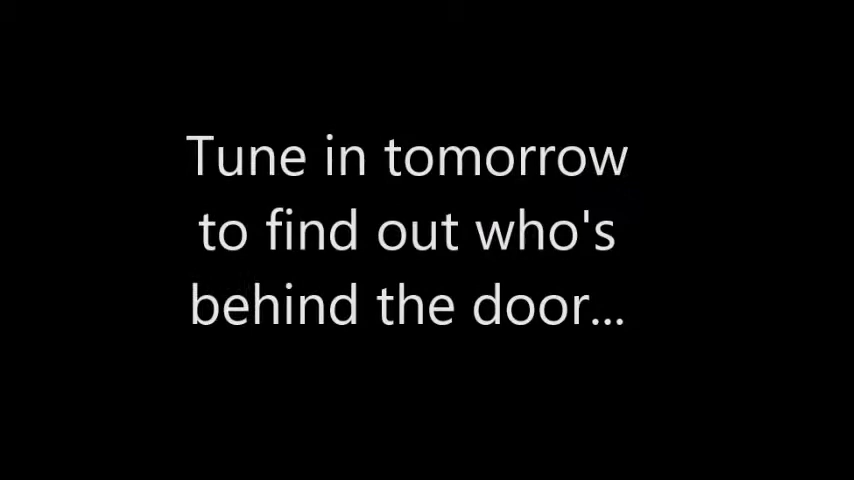 Tune in tomorrow
to find out who's
behind the door...